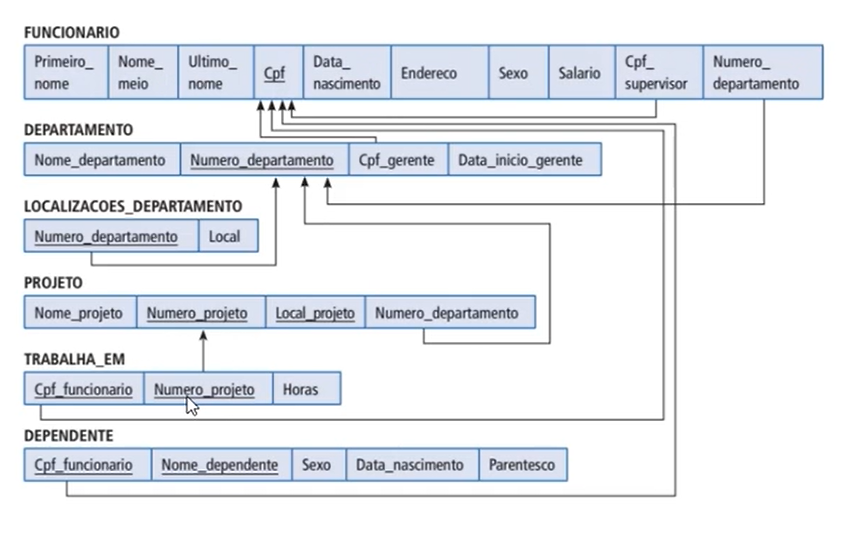 FUNCIONARIO
Primeiro_ Nome_ Ultimo_ Cpf Data_ Endereco Sexo Salario Cpf_ Numero_
nome meio nome nascimento supervisor departamento
DEPARTAMENTO
Nome_departamento Numero_departamento Cpf_gerente Data_inicio_gerente
LOCALIZACOES_DEPARTAMENTO
Numero_departamento Local
PROJETO
Nome_projeto Numero_projeto Local_projeto Numero_departamento
TRABALHA_EM
Cpf_funcionario Numero_projeto Horas
DEPENDENTE
Cpf_funcionario Nome_dependente Sexo Data_nascimento Parentesco